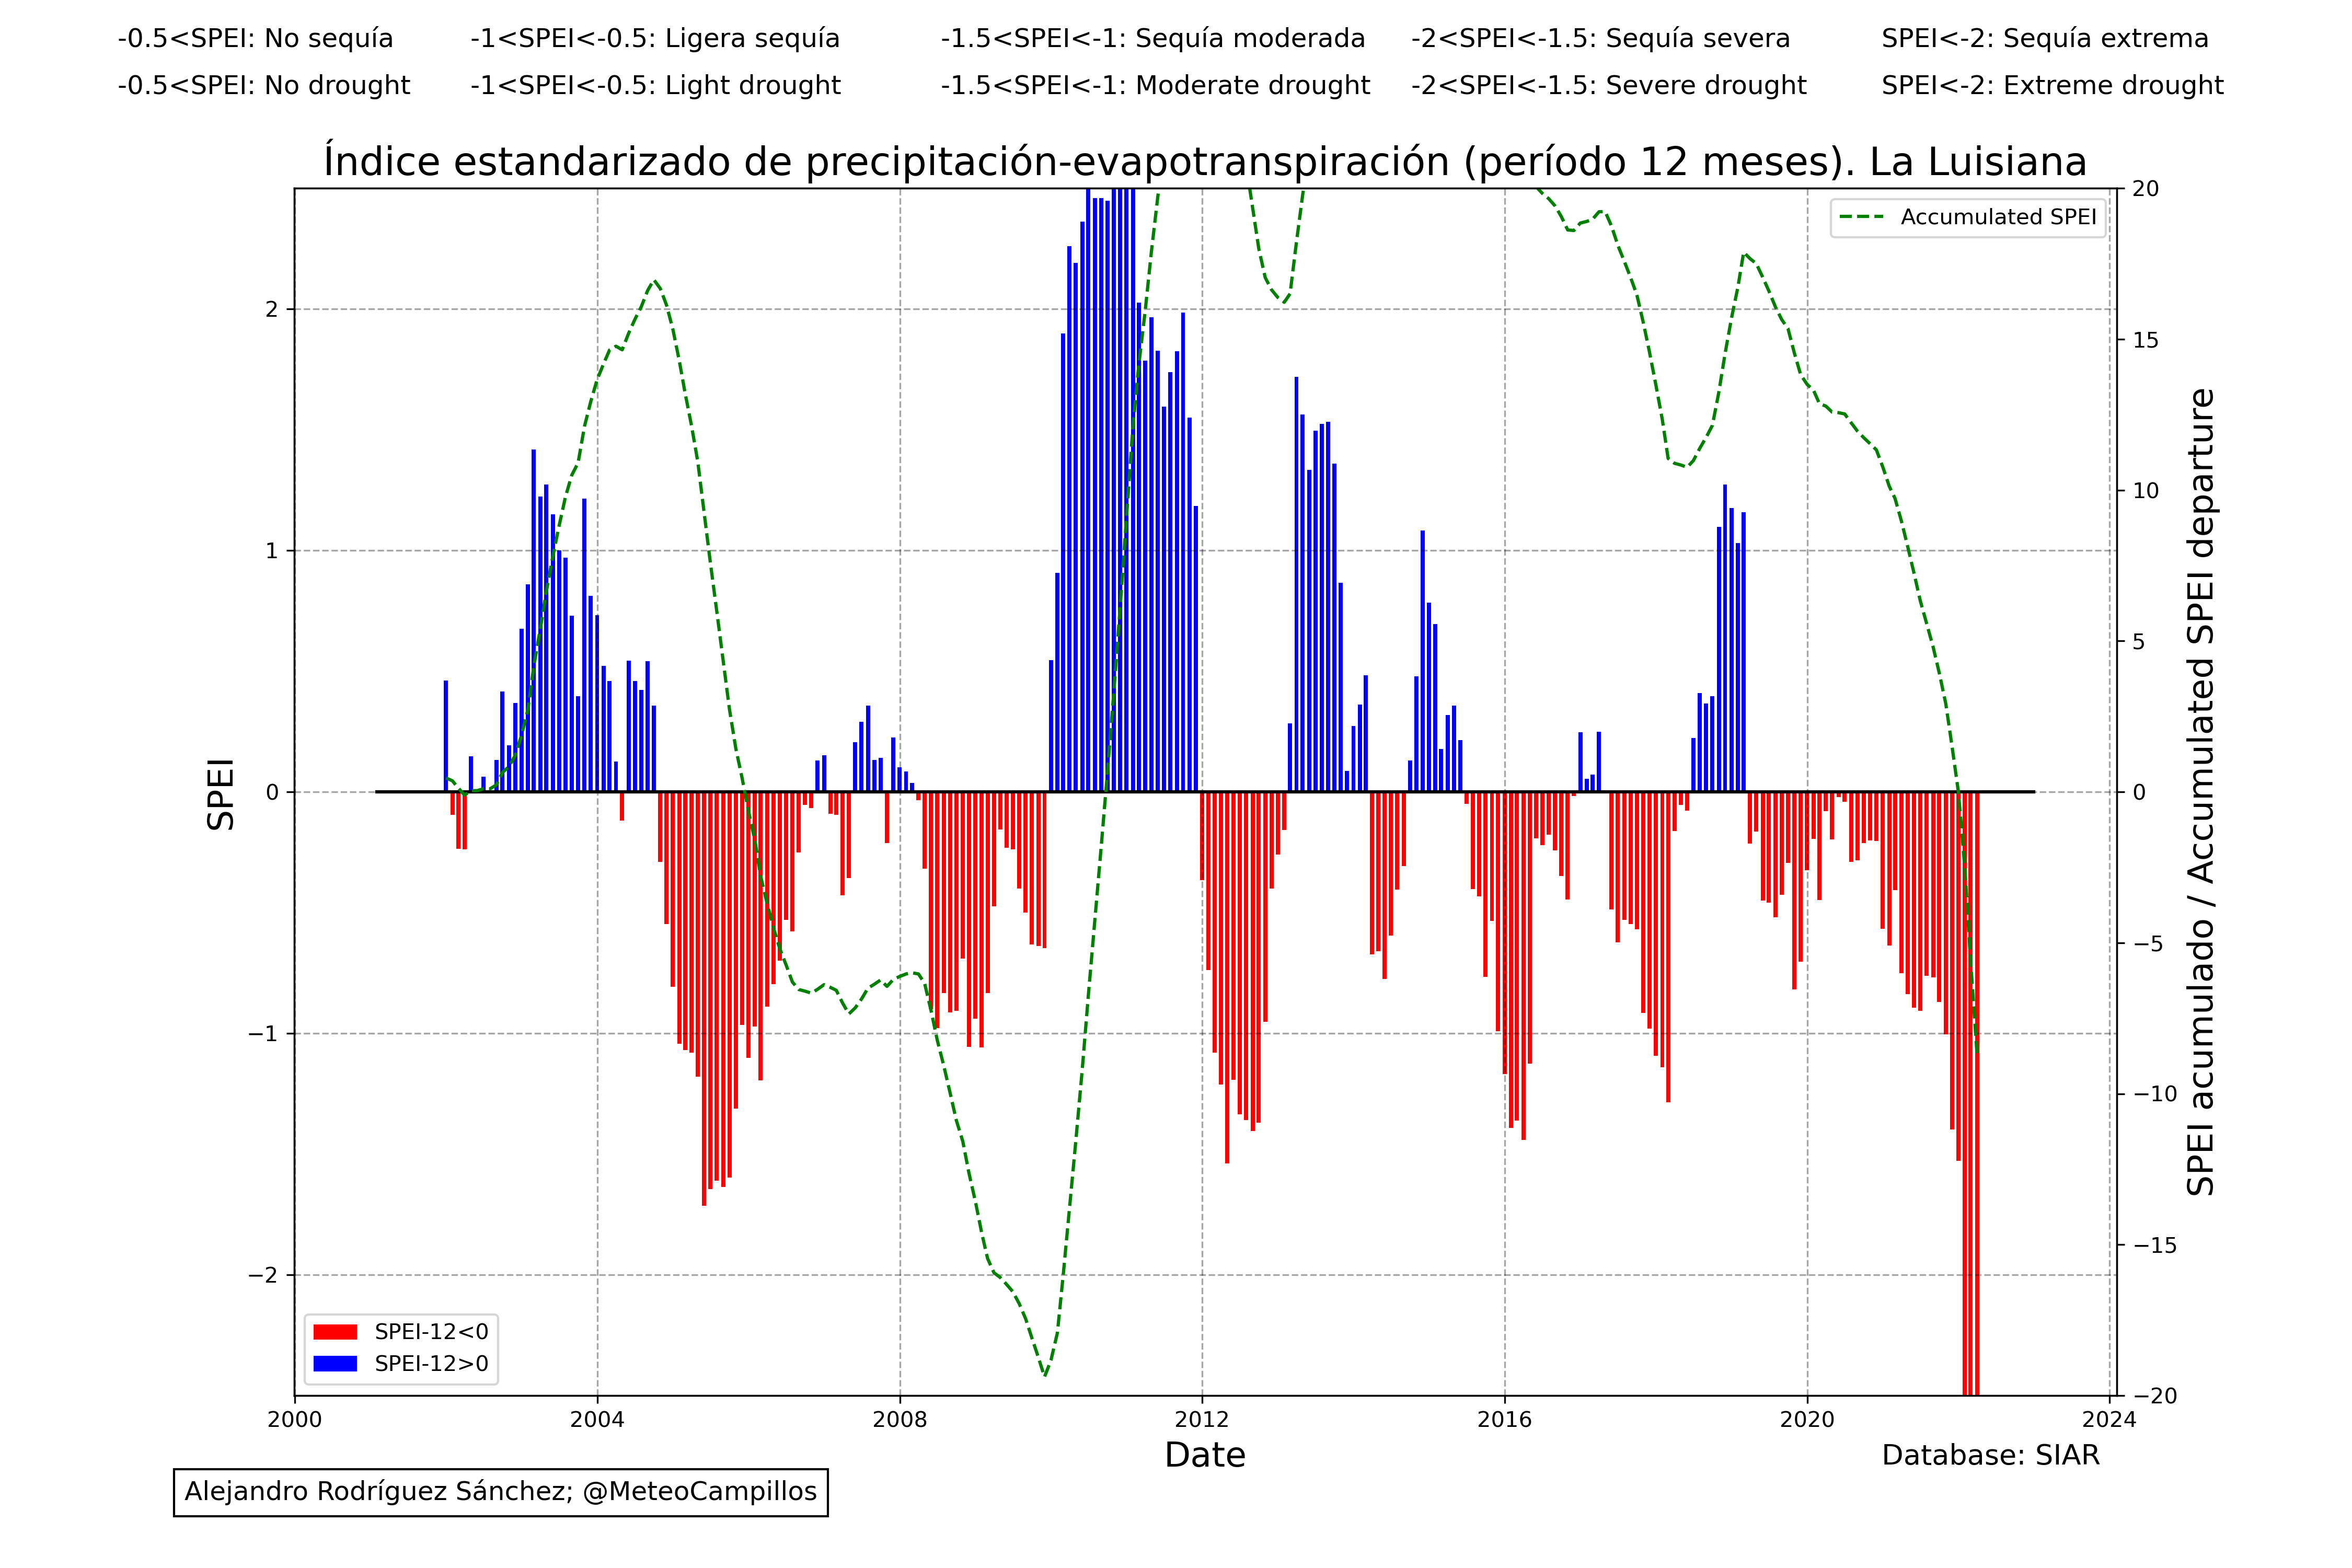 -0.5<SPEI: No sequía -1<SPEI<-0.5: Ligera sequía -1.5<SPEI<-1: Sequía moderada -2<SPEI<-1.5: Sequía severa SPEI<-2: Sequía extrema
-0.5<SPEI: No drought -1<SPEI<-0.5: Light drought -1.5<SPEI<-1: Moderate drought -2<SPEI<-1.5: Severe drought SPEI<-2: Extreme drought
Índice estandarizado de precipitación-evapotranspiración (período 12 meses). La Luisiana
Accumulated SPEI
SPEI
2
1
0
−1
−2
20
15
10
5
0
−5
−10
−15
−20
SPEI acumulado / Accumulated SPEI departure
SPEI-12<0
SPEI-12>0
2000 2004 2008 2012 2016 2020 2024
Date
Database: SIAR
Alejandro Rodríguez Sánchez; @MeteoCampillos